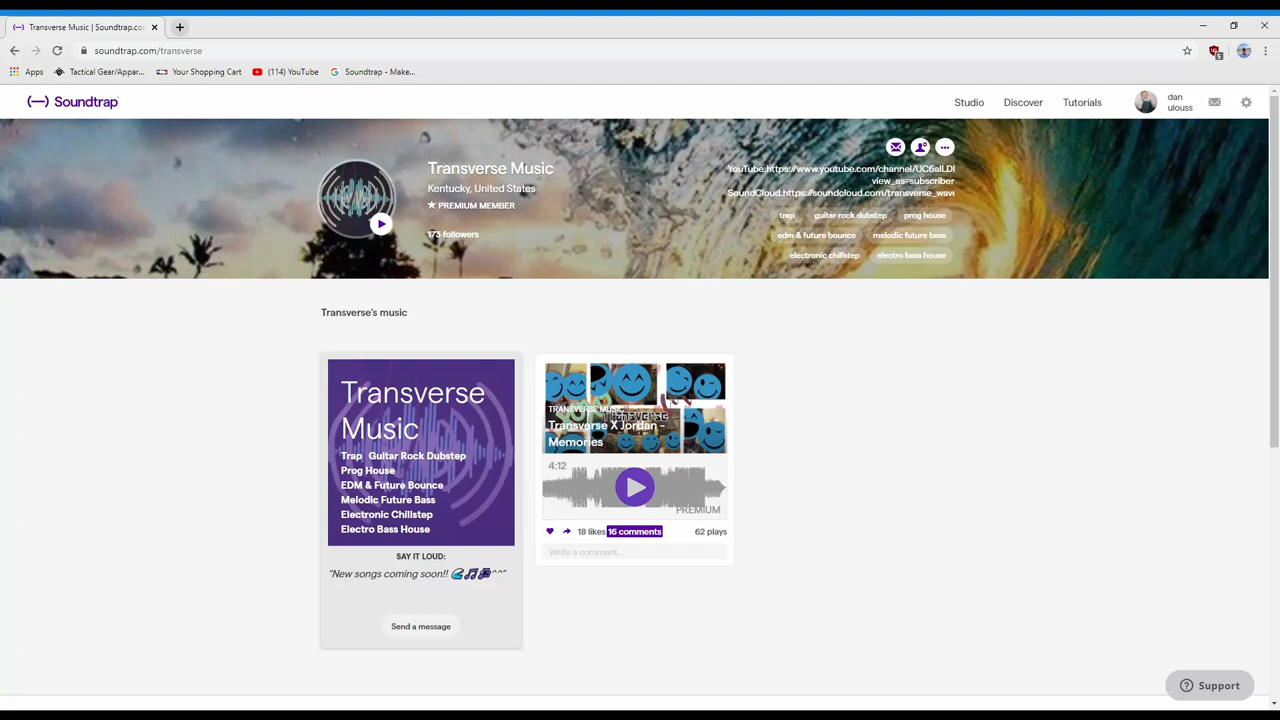 Transverse Music | Soundtrap.co
soundtrap.com/transverse
5
Apps
Tactical Gear/Appar...
Your Shopping Cart
(114) YouTube
Soundtrap - Make...
Soundtrap
Studio
Discover
Tutorials
dan
ulouss
Transverse Music
Kentucky, United States
★ PREMIUM MEMBER
173 followers
YouTube:https://www.youtube.com/channel/UC6alLDI
view_as=subscriber
SoundCloud:https://soundcloud.com/transverse_wave
trap guitar rock dubstep prog house
edm & future bounce melodic future bass
electronic chillstep electro bass house
Transverse's music
Transverse
Music
Trap Guitar Rock Dubstep
Prog House
EDM & Future Bounce
Melodic Future Bass
Electronic Chillstep
Electro Bass House
SAY IT LOUD:
"New songs coming soon!! 🌊🎵🎆^^"
Send a message
TRANSVERSE MUSIC
Transverse
Transverse X Jordan -
Memories
4:12
PREMIUM
18 likes 16 comments 62 plays
Write a comment...
Support